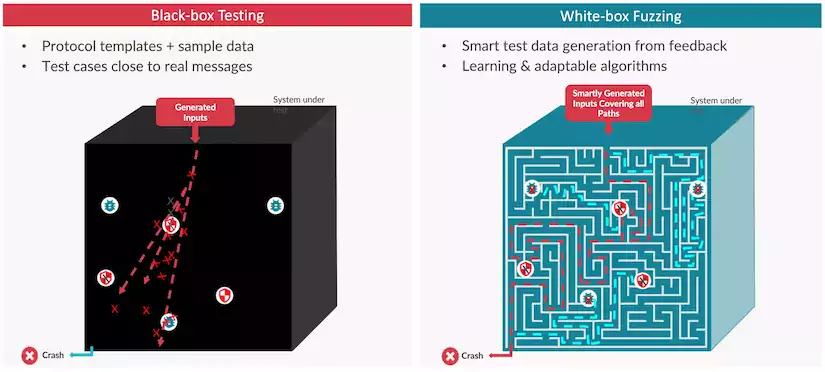 Black-box Testing
• Protocol templates + sample data
• Test cases close to real messages
Generated
Inputs
System under
test
Crash
White-box Fuzzing
• Smart test data generation from feedback
• Learning & adaptable algorithms
Smartly Generated
Inputs Covering all
Paths
System under
Crash